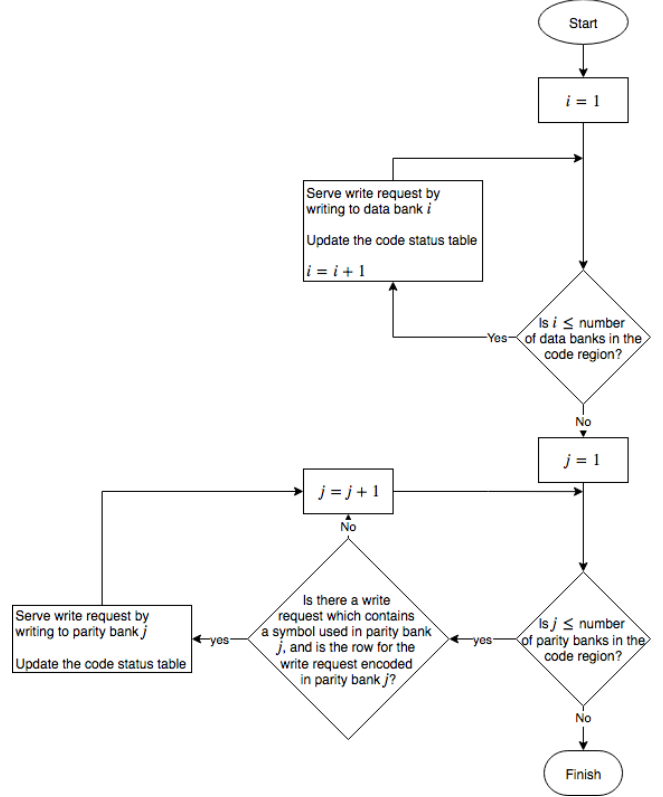 Start
i = 1
Serve write request by
writing to data bank i
Update the code status table
i = i + 1
Is i ≤ number
of data banks in the
code region?
Yes
No
j = 1
j = j + 1
No
Is there a write
request which contains
a symbol used in parity bank
j, and is the row for the
write request encoded
in parity bank j?
yes
Serve write request by
writing to parity bank j
Update the code status table
Is j ≤ number
of parity banks in the
code region?
yes
No
Finish